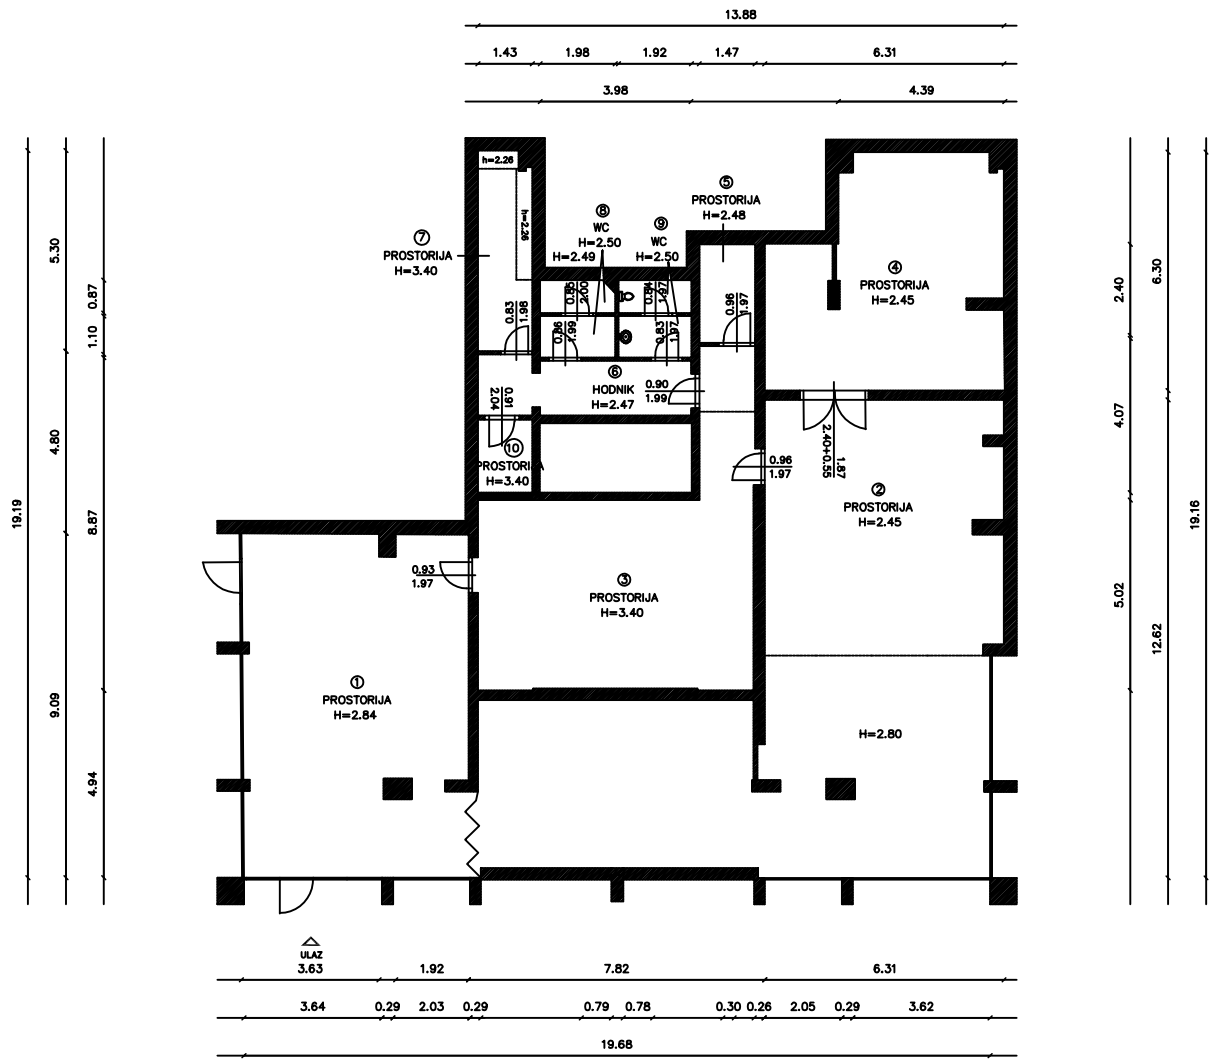 13.88
1.43 1.98 1.92 1.47 6.31
3.98 4.39
h=2.26
h=2.26
5
PROSTORIJA
H=2.48
8
WC
H=2.50
H=2.49
9
WC
H=2.50
7
PROSTORIJA
H=3.40
4
PROSTORIJA
H=2.45
0.85
2.00
0.84
1.97
0.83
1.98
0.86
1.99
0.83
1.97
0.96
1.97
6
HODNIK
H=2.47
0.90
1.99
0.91
2.04
10
PROSTORIJA
H=3.40
0.96
1.97
2.40+0.55
1.87
2
PROSTORIJA
H=2.45
0.93
1.97
3
PROSTORIJA
H=3.40
1
PROSTORIJA
H=2.84
H=2.80
19.19
5.30
4.80
9.09
0.87
1.10
8.87
4.94
2.40
4.07
5.02
6.30
12.62
19.16
ULAZ
3.63 1.92 7.82 6.31
3.64 0.29 2.03 0.29 0.79 0.78 0.30 0.26 2.05 0.29 3.62
19.68